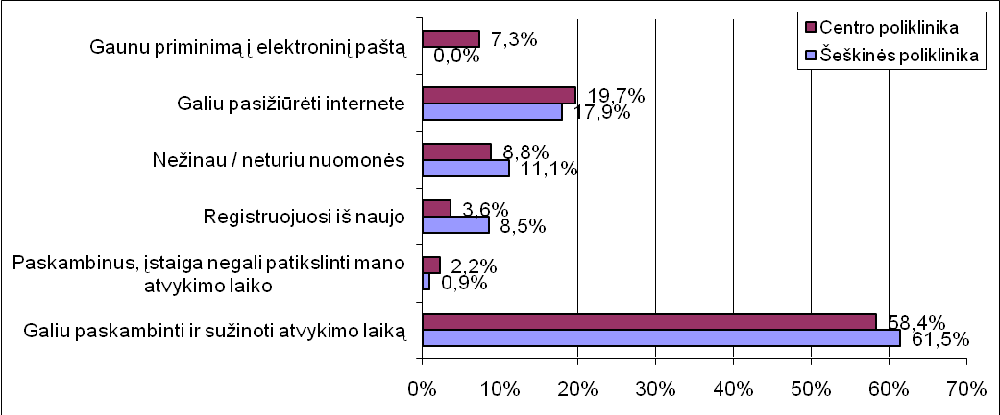 Centro poliklinika
Šeškinės poliklinika
Gaunu priminimą į elektroninį paštą
7,3%
0,0%
Galiu pasižiūrėti internete
19,7%
17,9%
Nežinau / neturiu nuomonės
8,8%
11,1%
Registruojuosi iš naujo
3,6%
8,5%
Paskambinus, įstaiga negali patikslinti mano
atvykimo laiko
2,2%
0,9%
Galiu paskambinti ir sužinoti atvykimo laiką
58,4%
61,5%
0% 10% 20% 30% 40% 50% 60% 70%